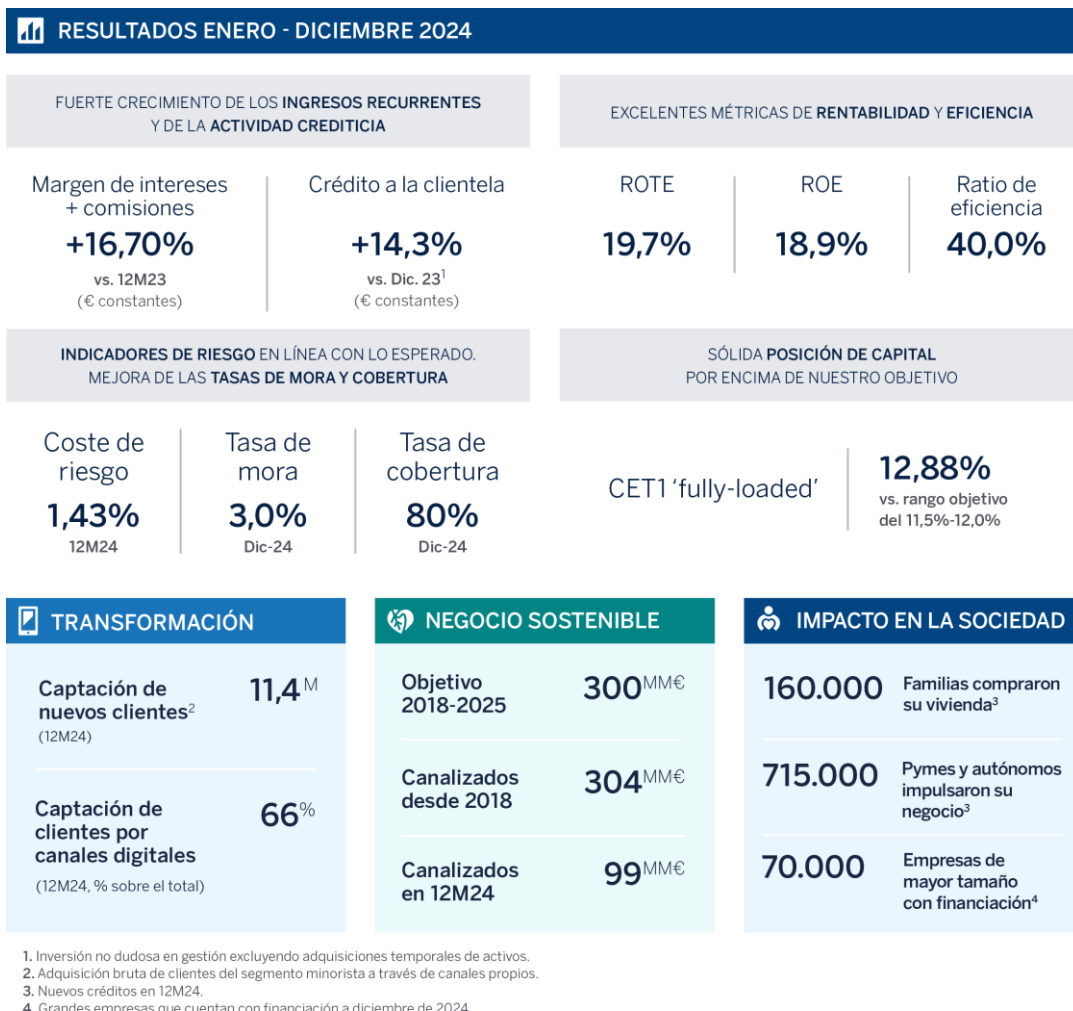 RESULTADOS ENERO - DICIEMBRE 2024
FUERTE CRECIMIENTO DE LOS INGRESOS RECURRENTES
Y DE LA ACTIVIDAD CREDITICIA
Margen de intereses
+ comisiones
+16,70%
vs. 12M23
(€ constantes)
Crédito a la clientela
+14,3%
vs. Dic. 23¹
(€ constantes)
EXCELENTES MÉTRICAS DE RENTABILIDAD Y EFICIENCIA
ROTE
19,7%
ROE
18,9%
Ratio de
eficiencia
40,0%
INDICADORES DE RIESGO EN LÍNEA CON LO ESPERADO.
MEJORA DE LAS TASAS DE MORA Y COBERTURA
Coste de
riesgo
1,43%
12M24
Tasa de
mora
3,0%
Dic-24
Tasa de
cobertura
80%
Dic-24
SÓLIDA POSICIÓN DE CAPITAL
POR ENCIMA DE NUESTRO OBJETIVO
CET1 ‘fully-loaded’
12,88%
vs. rango objetivo
del 11,5%-12,0%
TRANSFORMACIÓN
Captación de
nuevos clientes²
(12M24)
11,4 M
Captación de
clientes por
canales digitales
(12M24, % sobre el total)
66%
NEGOCIO SOSTENIBLE
Objetivo
2018-2025
300 MM€
Canalizados
desde 2018
304 MM€
Canalizados
en 12M24
99 MM€
IMPACTO EN LA SOCIEDAD
160.000
Familias compraron
su vivienda³
715.000
Pymes y autónomos
impulsaron su
negocio³
70.000
Empresas de
mayor tamaño
con financiación⁴
1. Inversión no dudosa en gestión excluyendo adquisiciones temporales de activos.
2. Adquisición bruta de clientes del segmento minorista a través de canales propios.
3. Nuevos créditos en 12M24.
4. Grandes empresas que cuentan con financiación a diciembre de 2024